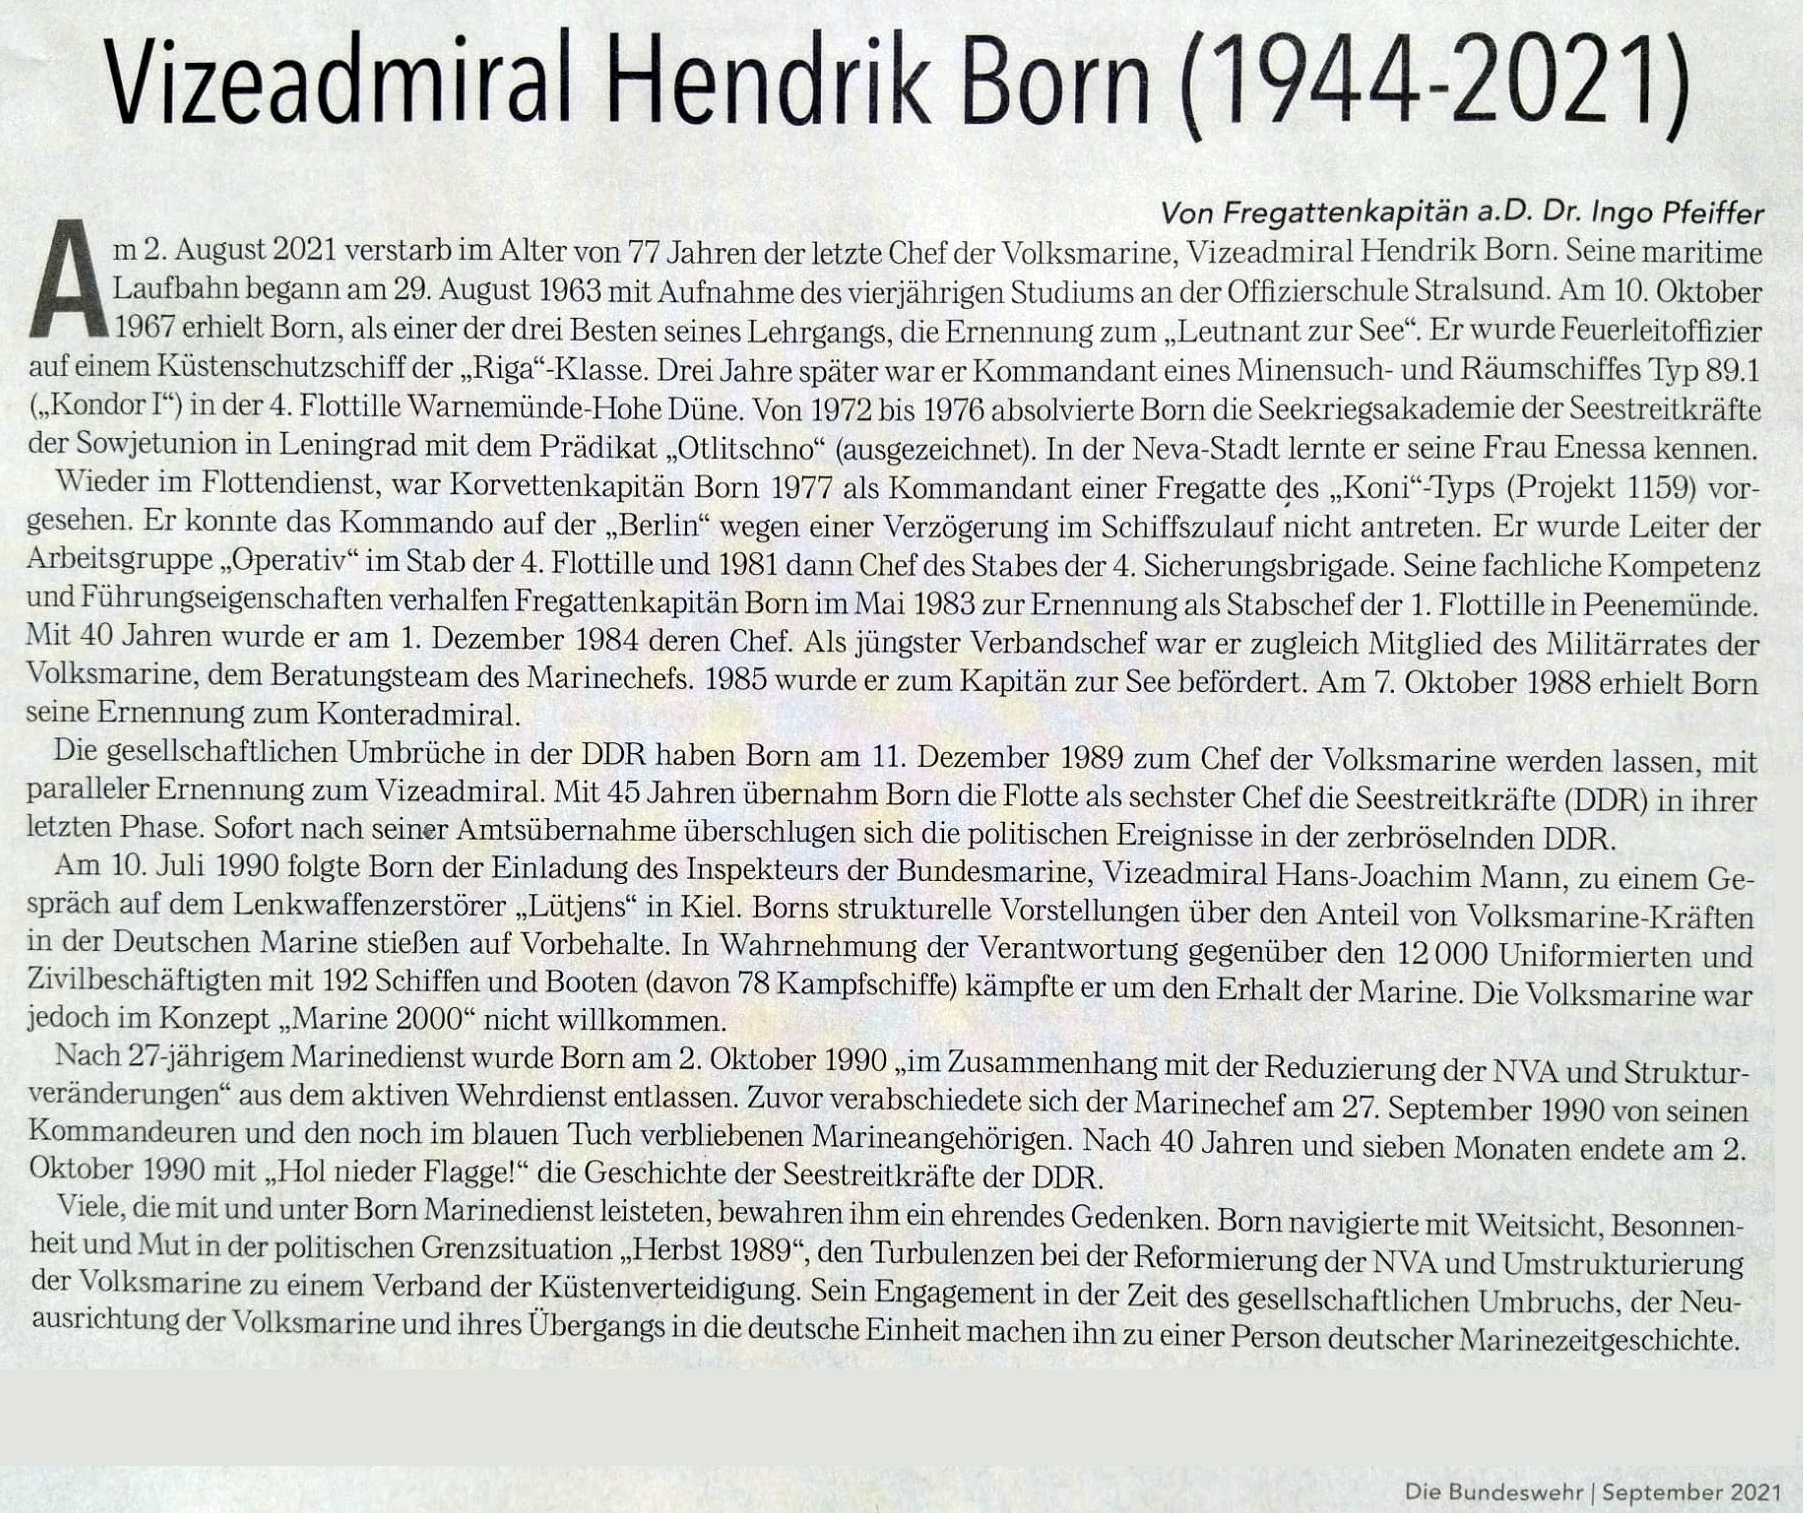 Vizeadmiral Hendrik Born (1944-2021)
Von Fregattenkapitän a.D. Dr. Ingo Pfeiffer
Am 2. August 2021 verstarb im Alter von 77 Jahren der letzte Chef der Volksmarine, Vizeadmiral Hendrik Born. Seine maritime
Laufbahn begann am 29. August 1963 mit Aufnahme des vierjährigen Studiums an der Offizierschule Stralsund. Am 10. Oktober
1967 erhielt Born, als einer der drei Besten seines Lehrgangs, die Ernennung zum „Leutnant zur See“. Er wurde Feuerleitoffizier
auf einem Küstenschutzschiff der „Riga“-Klasse. Drei Jahre später war er Kommandant eines Minensuch- und Räumschiffes Typ 89.1
(„Kondor I“) in der 4. Flottille Warnemünde-Hohe Düne. Von 1972 bis 1976 absolvierte Born die Seekriegsakademie der Seestreitkräfte
der Sowjetunion in Leningrad mit dem Prädikat „Otlitschno“ (ausgezeichnet). In der Neva-Stadt lernte er seine Frau Enessa kennen.
Wieder im Flottendienst, war Korvettenkapitän Born 1977 als Kommandant einer Fregatte des „Koni“-Typs (Projekt 1159) vor-
gesehen. Er konnte das Kommando auf der „Berlin“ wegen einer Verzögerung im Schiffszulauf nicht antreten. Er wurde Leiter der
Arbeitsgruppe „Operativ“ im Stab der 4. Flottille und 1981 dann Chef des Stabes der 4. Sicherungsbrigade. Seine fachliche Kompetenz
und Führungseigenschaften verhalfen Fregattenkapitän Born im Mai 1983 zur Ernennung als Stabschef der 1. Flottille in Peenemünde.
Mit 40 Jahren wurde er am 1. Dezember 1984 deren Chef. Als jüngster Verbandschef war er zugleich Mitglied des Militärrates der
Volksmarine, dem Beratungsteam des Marinechefs. 1985 wurde er zum Kapitän zur See befördert. Am 7. Oktober 1988 erhielt Born
seine Ernennung zum Konteradmiral.
Die gesellschaftlichen Umbrüche in der DDR haben Born am 11. Dezember 1989 zum Chef der Volksmarine werden lassen, mit
paralleler Ernennung zum Vizeadmiral. Mit 45 Jahren übernahm Born die Flotte als sechster Chef die Seestreitkräfte (DDR) in ihrer
letzten Phase. Sofort nach seiner Amtsübernahme überschlugen sich die politischen Ereignisse in der zerbröselnden DDR.
Am 10. Juli 1990 folgte Born der Einladung des Inspekteurs der Bundesmarine, Vizeadmiral Hans-Joachim Mann, zu einem Ge-
spräch auf dem Lenkwaffenzerstörer „Lütjens“ in Kiel. Borns strukturelle Vorstellungen über den Anteil von Volksmarine-Kräften
in der Deutschen Marine stießen auf Vorbehalte. In Wahrnehmung der Verantwortung gegenüber den 12 000 Uniformierten und
Zivilbeschäftigten mit 192 Schiffen und Booten (davon 78 Kampfschiffe) kämpfte er um den Erhalt der Marine. Die Volksmarine war
jedoch im Konzept „Marine 2000“ nicht willkommen.
Nach 27-jährigem Marinedienst wurde Born am 2. Oktober 1990 „im Zusammenhang mit der Reduzierung der NVA und Struktur-
veränderungen“ aus dem aktiven Wehrdienst entlassen. Zuvor verabschiedete sich der Marinechef am 27. September 1990 von seinen
Kommandeuren und den noch im blauen Tuch verbliebenen Marineangehörigen. Nach 40 Jahren und sieben Monaten endete am 2.
Oktober 1990 mit „Hol nieder Flagge!“ die Geschichte der Seestreitkräfte der DDR.
Viele, die mit und unter Born Marinedienst leisteten, bewahren ihm ein ehrendes Gedenken. Born navigierte mit Weitsicht, Besonnen-
heit und Mut in der politischen Grenzsituation „Herbst 1989“, den Turbulenzen bei der Reformierung der NVA und Umstrukturierung
der Volksmarine zu einem Verband der Küstenverteidigung. Sein Engagement in der Zeit des gesellschaftlichen Umbruchs, der Neu-
ausrichtung der Volksmarine und ihres Übergangs in die deutsche Einheit machen ihn zu einer Person deutscher Marinezeitgeschichte.
Die Bundeswehr | September 2021